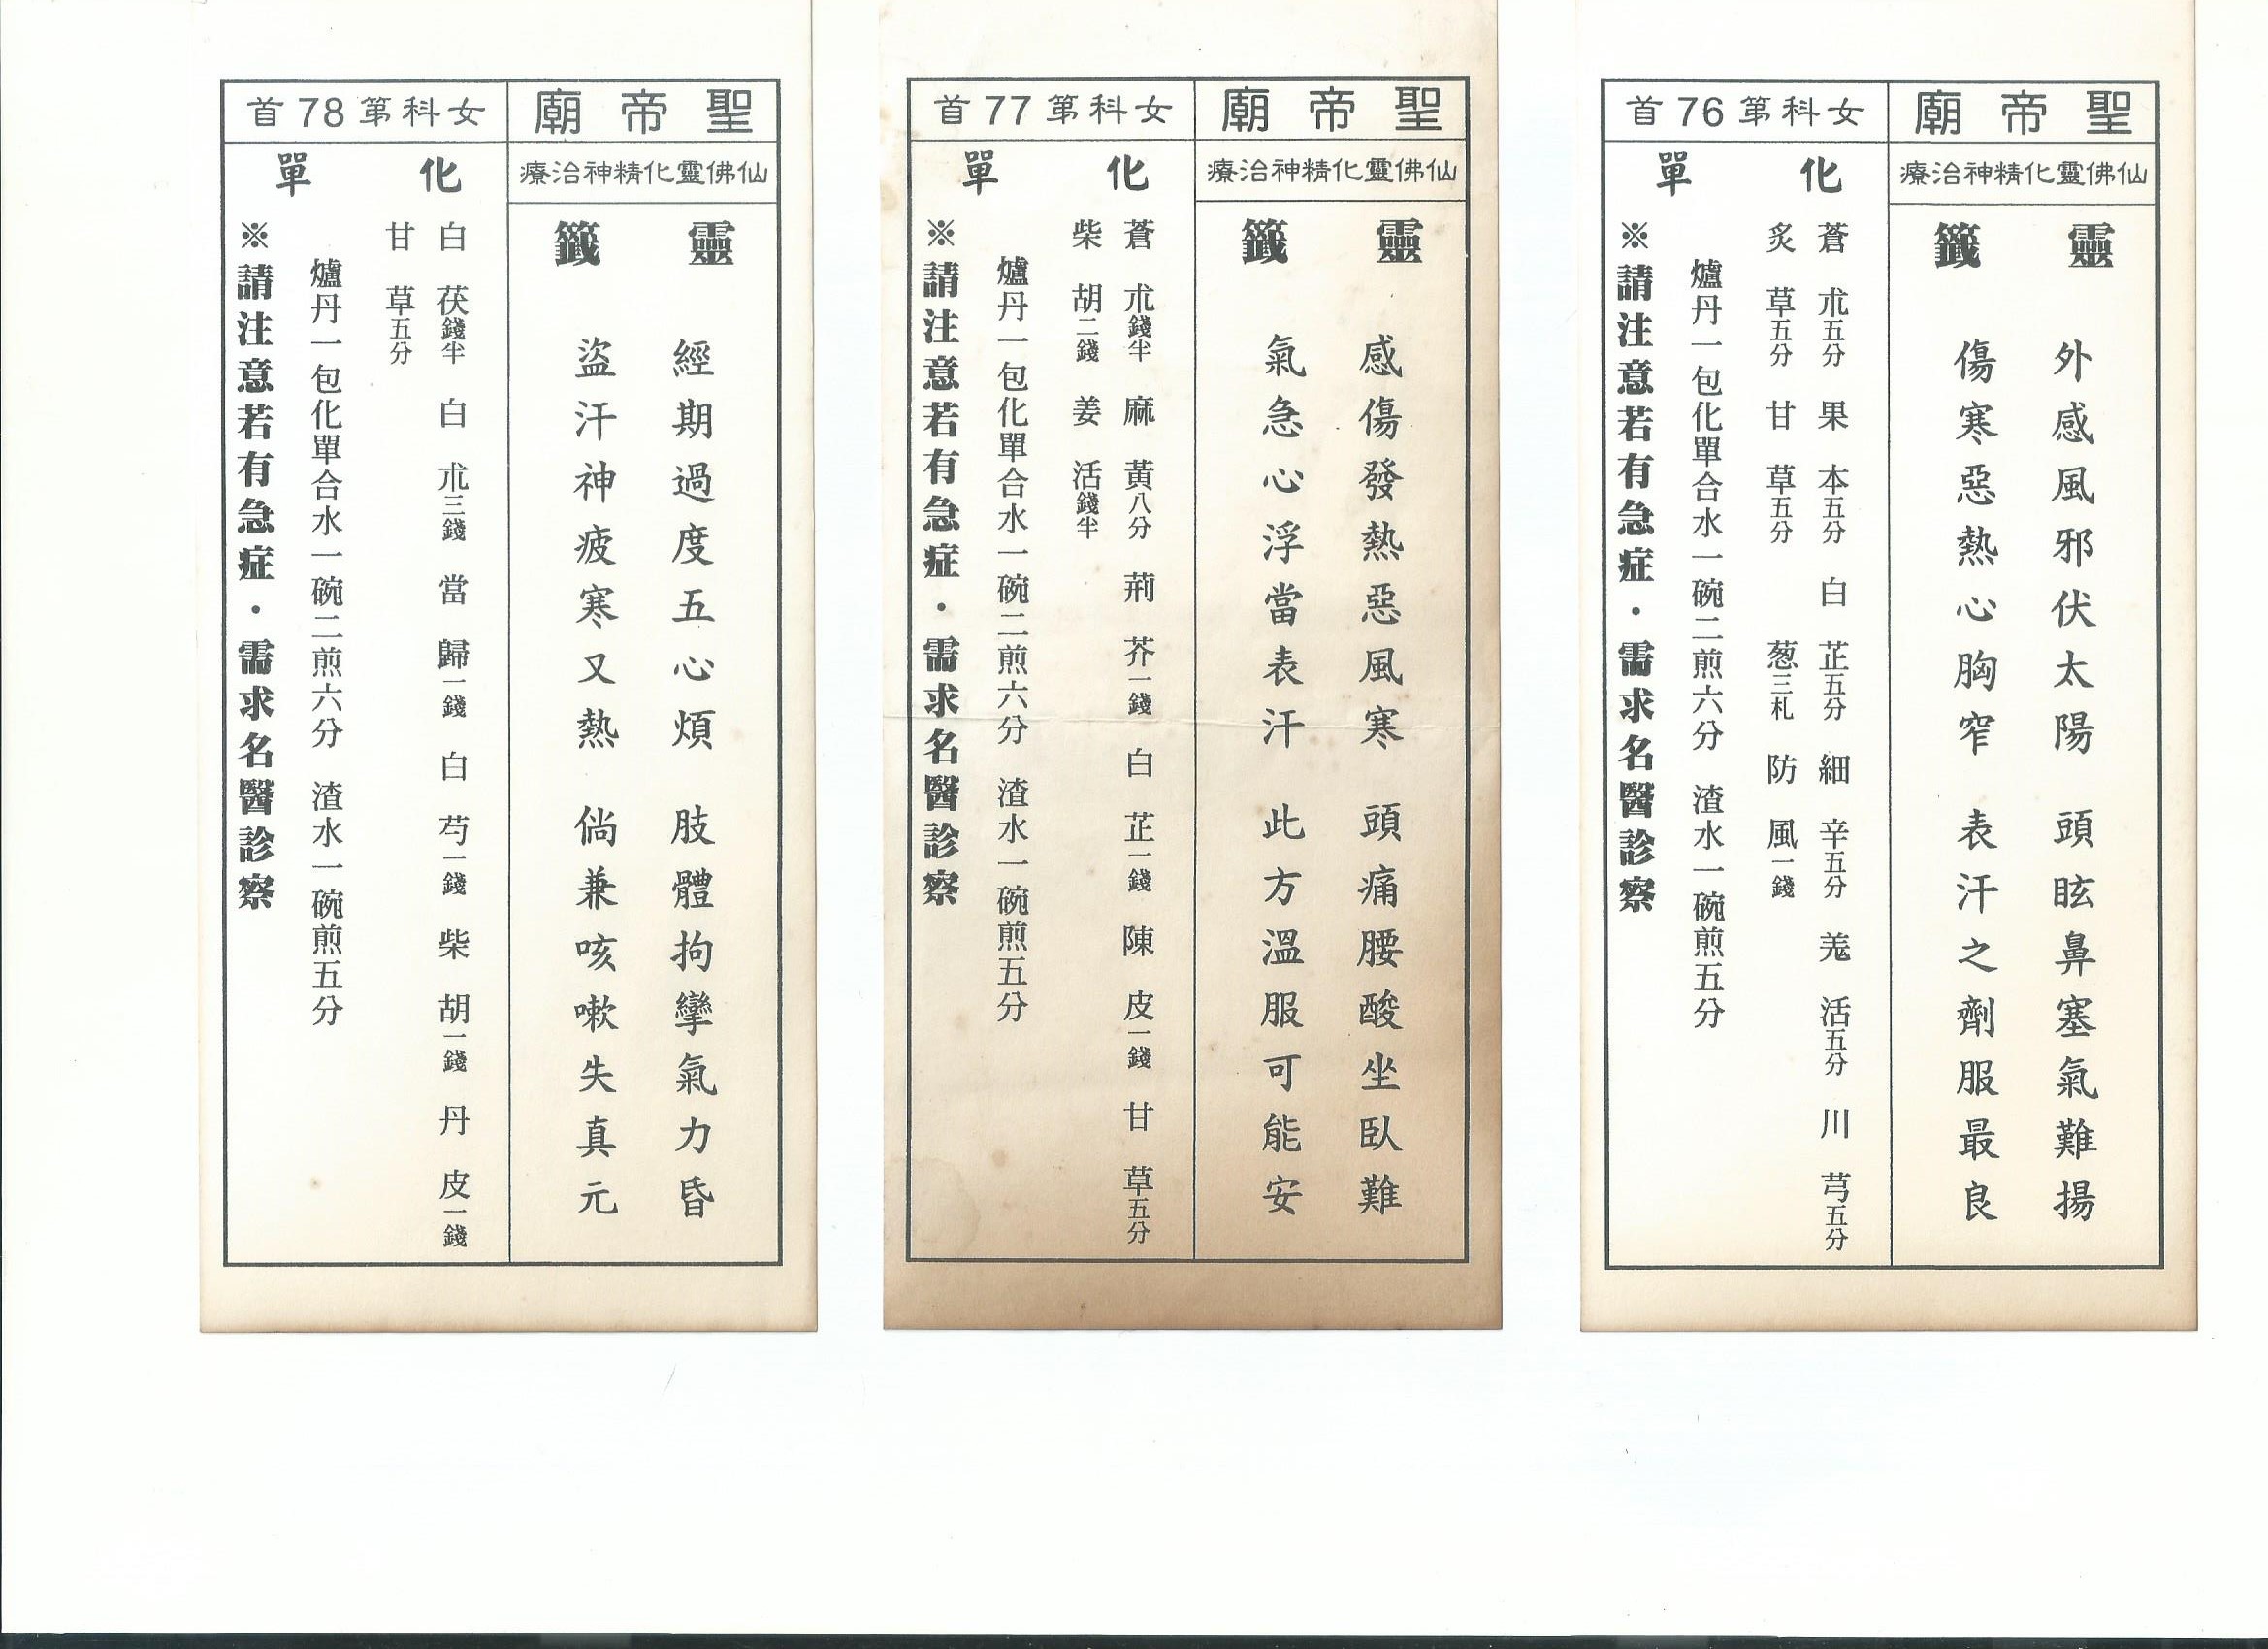 聖帝廟
女科第76首
仙佛靈化精神治療
靈籤
外感風邪伏太陽 頭眩鼻塞氣難揚
傷寒惡熱心胸窄 表汗之劑服最良
化單
蒼朮五分 果本五分 白芷五分 細辛五分 羗活五分 川芎五分
炙草五分 甘草五分 葱三札 防風一錢
爐丹一包化單合水一碗二煎六分 渣水一碗煎五分
※請注意若有急症・需求名醫診察
聖帝廟
女科第77首
仙佛靈化精神治療
靈籤
感傷發熱惡風寒 頭痛腰酸坐臥難
氣急心浮當表汗 此方溫服可能安
化單
蒼朮錢半 麻黃八分 荊芥一錢 白芷一錢 陳皮一錢 甘草五分
柴胡二錢 姜活錢半
爐丹一包化單合水一碗二煎六分 渣水一碗煎五分
※請注意若有急症・需求名醫診察
聖帝廟
女科第78首
仙佛靈化精神治療
靈籤
經期過度五心煩 肢體拘攣氣力昏
盜汗神疲寒又熱 倘兼咳嗽失真元
化單
白茯錢半 白朮三錢 當歸一錢 白芍一錢 柴胡一錢 丹皮一錢
甘草五分
爐丹一包化單合水一碗二煎六分 渣水一碗煎五分
※請注意若有急症・需求名醫診察